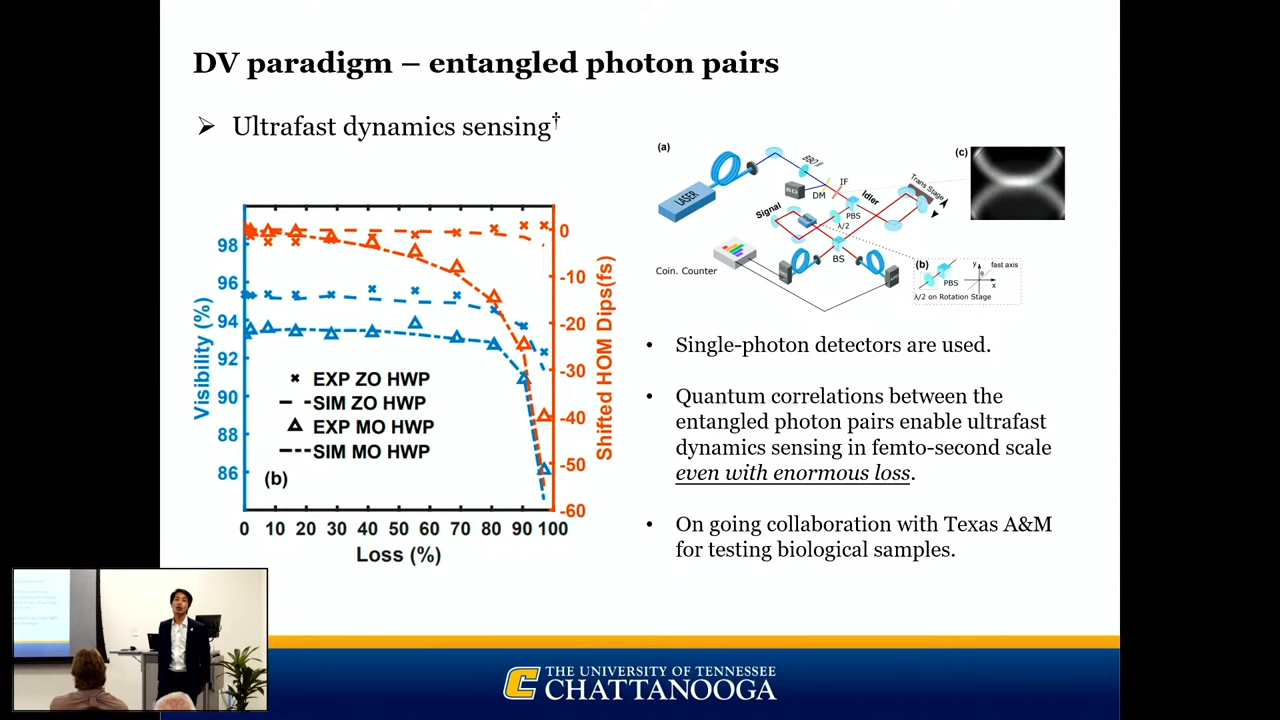 DV paradigm – entangled photon pairs
➢ Ultrafast dynamics sensing†
Visibility (%)
98
96
94
92
90
88
86
0
-10
-20
-30
-40
-50
-60
Shifted HOM Dips(fs)
EXP ZO HWP
SIM ZO HWP
EXP MO HWP
SIM MO HWP
(b)
0 10 20 30 40 50 60 70 80 90 100
Loss (%)
(a)
LASER
BBO II
DM
IF
Idler
Trans Stage
Signal
PBS
λ/2
BS
Coin. Counter
(c)
(b)
PBS
λ/2 on Rotation Stage
y
θ
fast axis
x
• Single-photon detectors are used.
• Quantum correlations between the
entangled photon pairs enable ultrafast
dynamics sensing in femto-second scale
even with enormous loss.
• On going collaboration with Texas A&M
for testing biological samples.
THE UNIVERSITY OF TENNESSEE
CHATTANOOGA